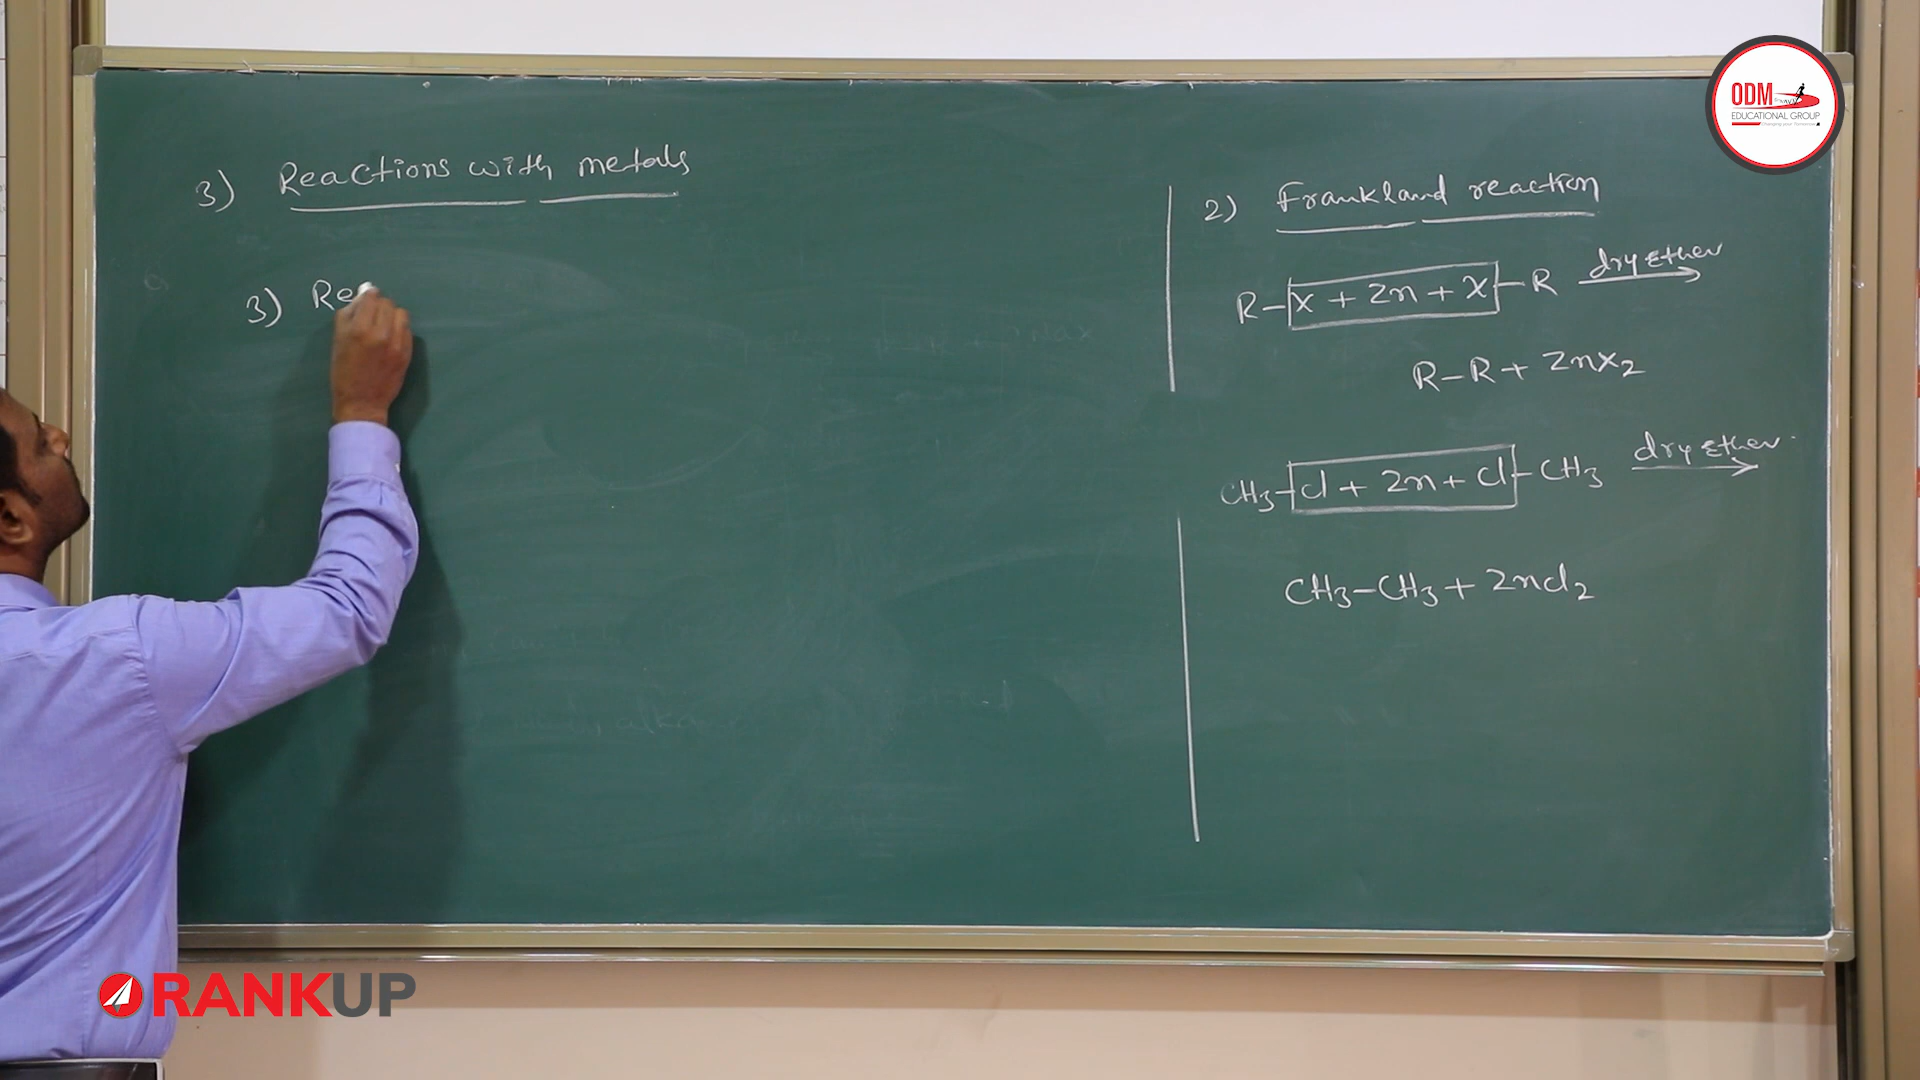 3) Reactions with metals
3) Re
2) Frankland reaction
R-X + Zn + X-R dry Ether
R-R + ZnX2
CH3-Cl + Zn + Cl-CH3 dry Ether
CH3-CH3 + ZnCl2
ODM
EDUCATIONAL GROUP
RANKUP